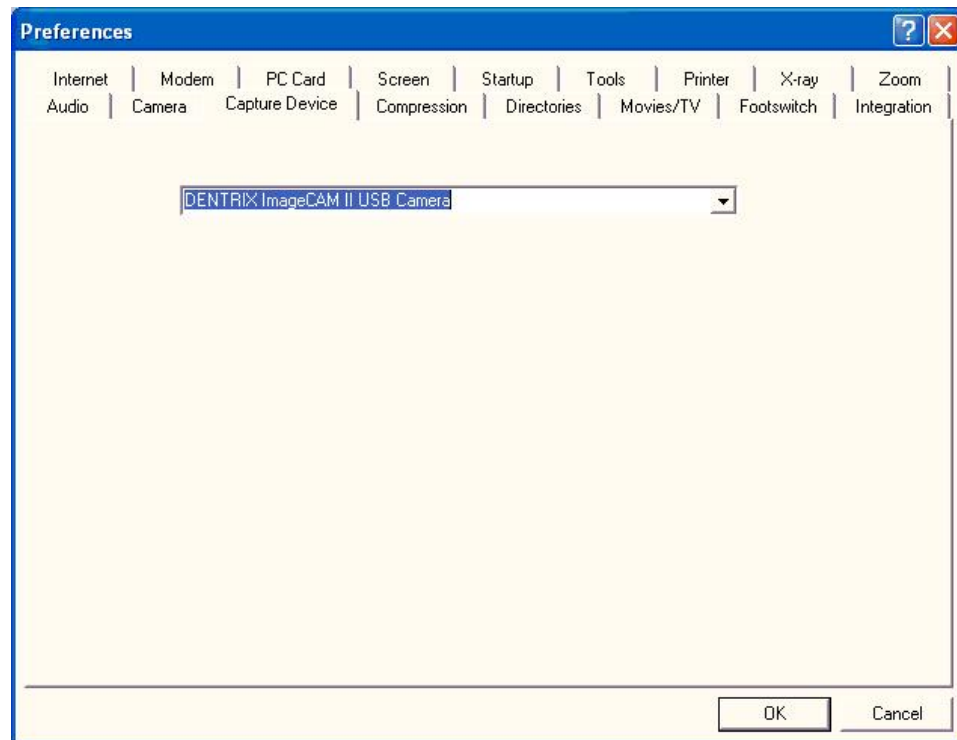 Preferences
Internet Modem PC Card Screen Startup Tools Printer X-ray Zoom
Audio Camera Capture Device Compression Directories Movies/TV Footswitch Integration
DENTRIX ImageCAM II USB Camera
OK Cancel